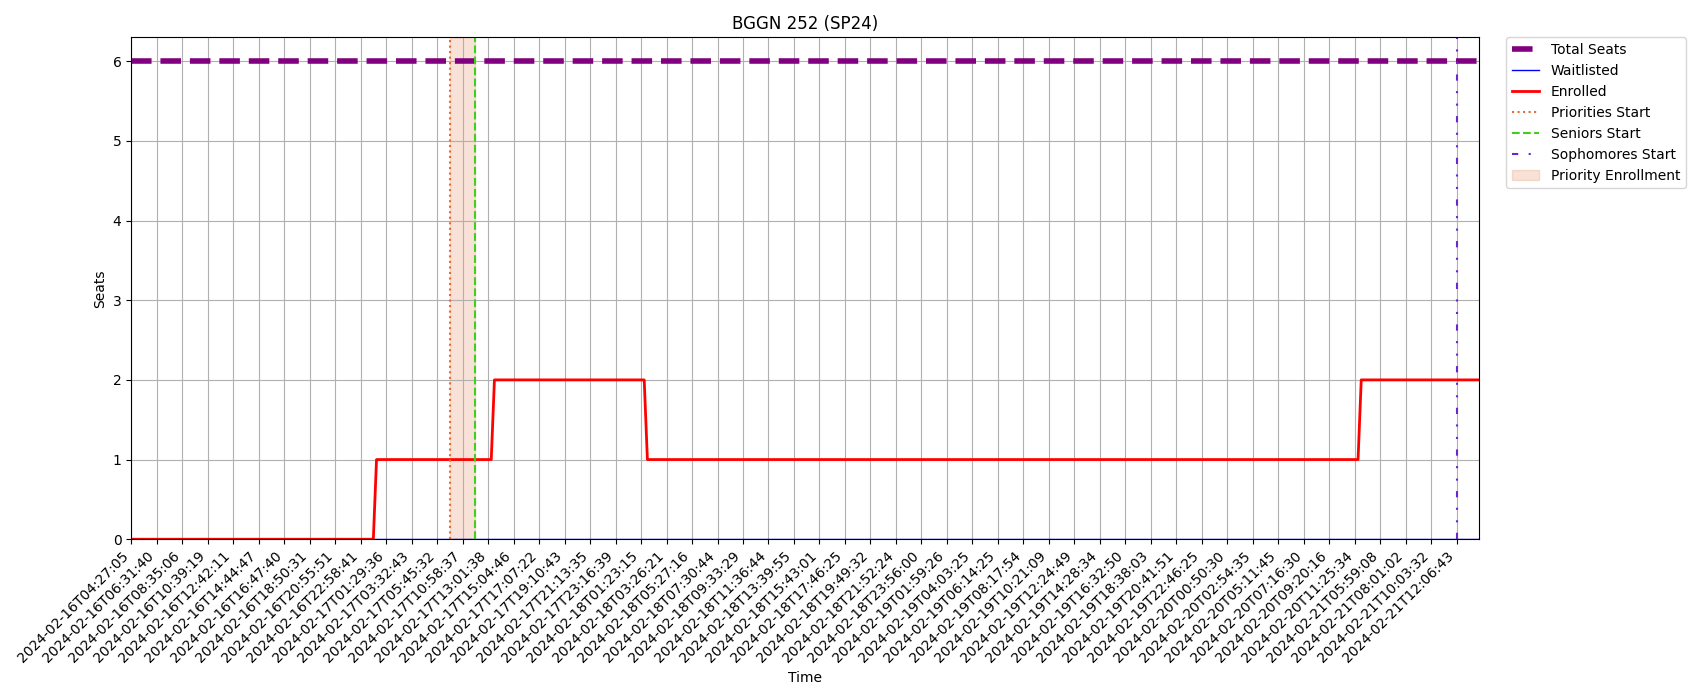 BGGN 252 (SP24)
Total Seats
Waitlisted
Enrolled
Priorities Start
Seniors Start
Sophomores Start
Priority Enrollment
Seats
6
5
4
3
2
1
0
2024-02-16T04:27:05
2024-02-16T06:31:40
2024-02-16T08:35:06
2024-02-16T10:39:19
2024-02-16T12:42:11
2024-02-16T14:44:47
2024-02-16T16:47:40
2024-02-16T18:50:31
2024-02-16T20:55:51
2024-02-16T22:58:41
2024-02-17T01:29:36
2024-02-17T03:32:43
2024-02-17T05:45:32
2024-02-17T10:58:37
2024-02-17T13:01:38
2024-02-17T15:04:46
2024-02-17T17:07:22
2024-02-17T19:10:43
2024-02-17T21:13:35
2024-02-17T23:16:39
2024-02-18T01:23:15
2024-02-18T03:26:21
2024-02-18T05:27:16
2024-02-18T07:30:44
2024-02-18T09:33:29
2024-02-18T11:36:44
2024-02-18T13:39:55
2024-02-18T15:43:01
2024-02-18T17:46:25
2024-02-18T19:49:32
2024-02-18T21:52:24
2024-02-18T23:56:00
2024-02-19T01:59:26
2024-02-19T04:03:25
2024-02-19T06:14:25
2024-02-19T08:17:54
2024-02-19T10:21:09
2024-02-19T12:24:49
2024-02-19T14:28:34
2024-02-19T16:32:50
2024-02-19T18:38:03
2024-02-19T20:41:51
2024-02-19T22:46:25
2024-02-20T00:50:30
2024-02-20T02:54:35
2024-02-20T05:11:45
2024-02-20T07:16:30
2024-02-20T09:20:16
2024-02-20T11:25:34
2024-02-21T05:59:08
2024-02-21T08:01:02
2024-02-21T10:03:32
2024-02-21T12:06:43
Time